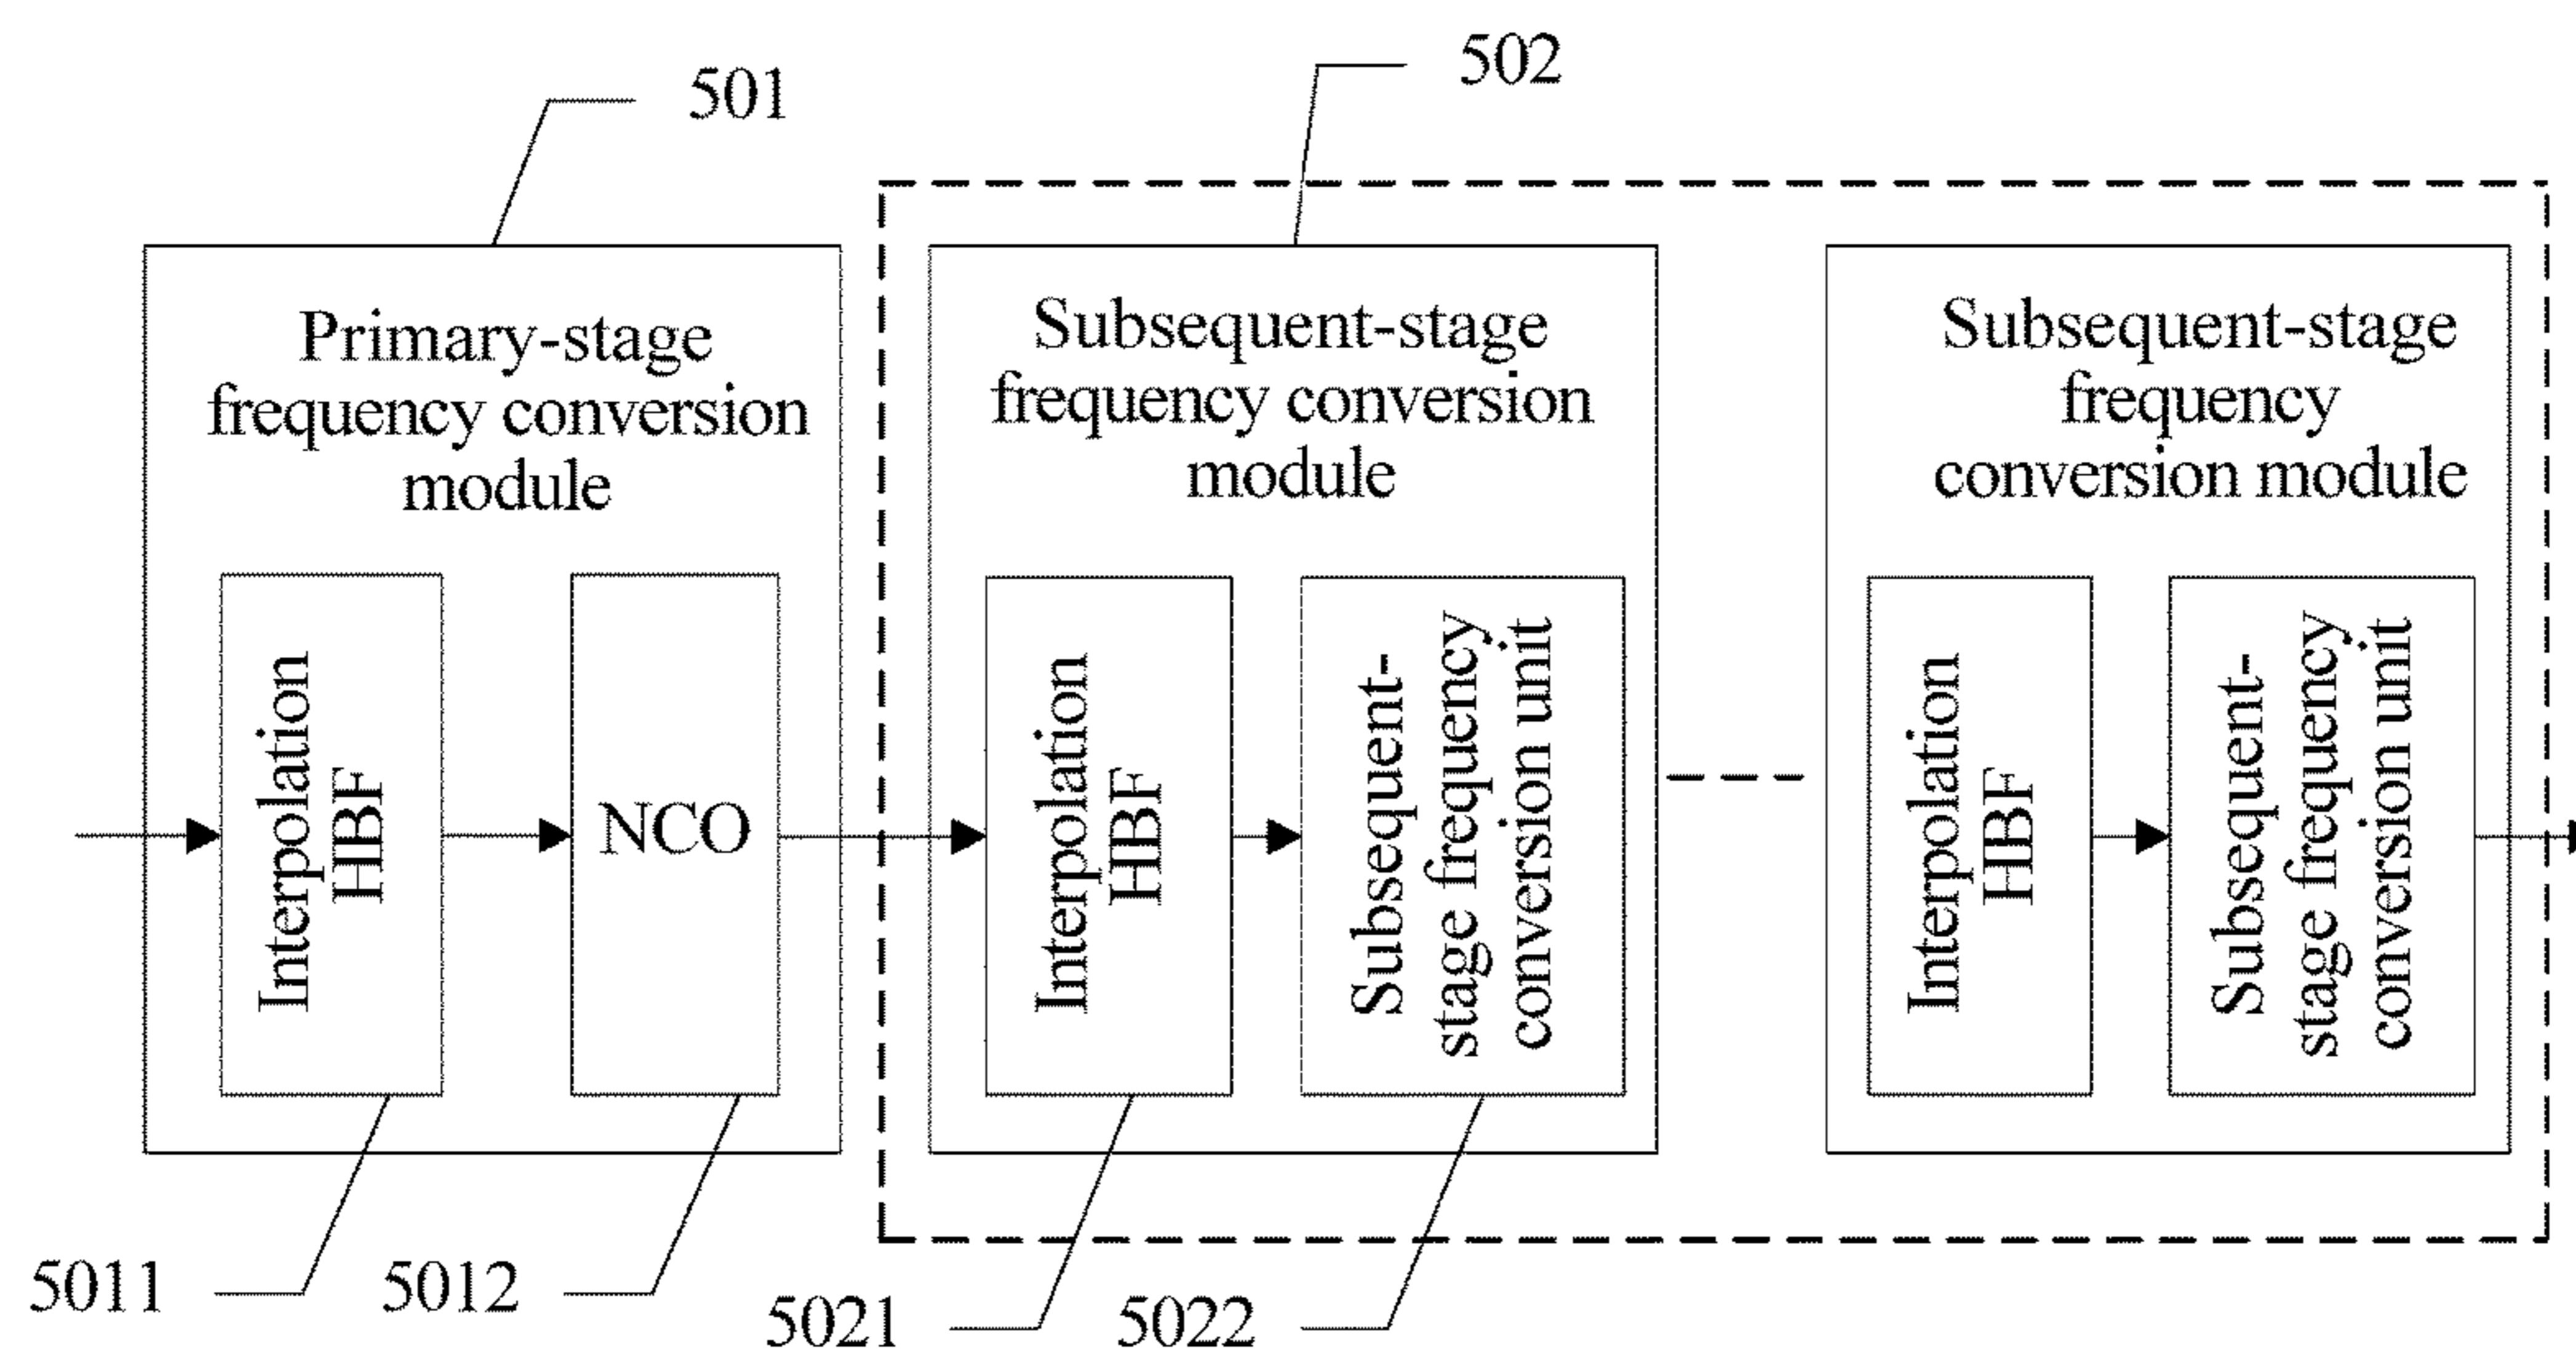 501
502
Primary-stage
frequency conversion
module
Subsequent-stage
frequency conversion
module
Subsequent-stage
frequency
conversion module
Interpolation
HBF
NCO
Interpolation
HBF
Subsequent-
stage frequency
conversion unit
Interpolation
HBF
Subsequent-
stage frequency
conversion unit
5011
5012
5021
5022